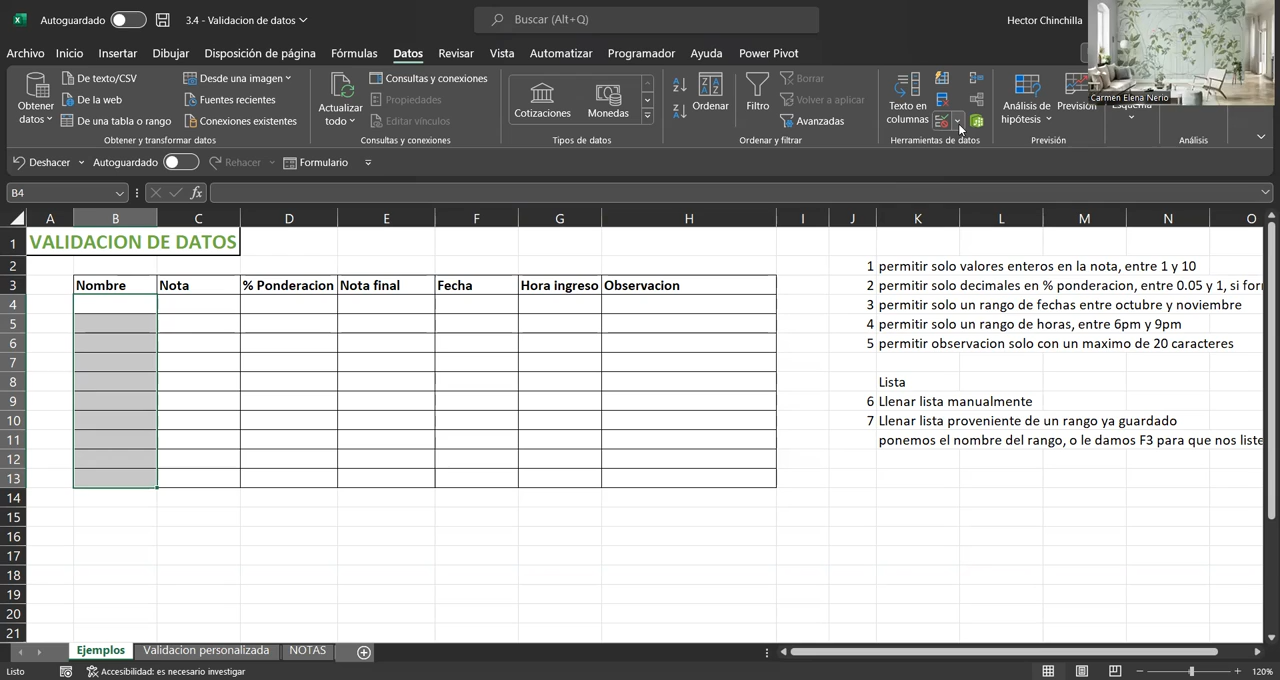 Autoguardado
3.4 - Validacion de datos
Buscar (Alt+Q)
Hector Chinchilla
Archivo Inicio Insertar Dibujar Disposición de página Fórmulas Datos Revisar Vista Automatizar Programador Ayuda Power Pivot
Carmen Elena Nerio
Obtener datos
De texto/CSV
De la web
De una tabla o rango
Desde una imagen
Fuentes recientes
Conexiones existentes
Obtener y transformar datos
Actualizar todo
Consultas y conexiones
Propiedades
Editar vínculos
Consultas y conexiones
Cotizaciones
Monedas
Tipos de datos
Ordenar
Filtro
Borrar
Volver a aplicar
Avanzadas
Ordenar y filtrar
Texto en columnas
Herramientas de datos
Análisis de hipótesis
Previsión
Previsión
Análisis
Deshacer Autoguardado Rehacer Formulario
B4 fx
A B C D E F G H I J K L M N O
1 VALIDACION DE DATOS
2 1 permitir solo valores enteros en la nota, entre 1 y 10
3 Nombre Nota % Ponderacion Nota final Fecha Hora ingreso Observacion 2 permitir solo decimales en % ponderacion, entre 0.05 y 1, si for
4 3 permitir solo un rango de fechas entre octubre y noviembre
5 4 permitir solo un rango de horas, entre 6pm y 9pm
6 5 permitir observacion solo con un maximo de 20 caracteres
7
8 Lista
9 6 Llenar lista manualmente
10 7 Llenar lista proveniente de un rango ya guardado
11 ponemos el nombre del rango, o le damos F3 para que nos liste
12
13
14
15
16
17
18
19
20
21
Ejemplos Validacion personalizada NOTAS
Listo Accesibilidad: es necesario investigar 120%